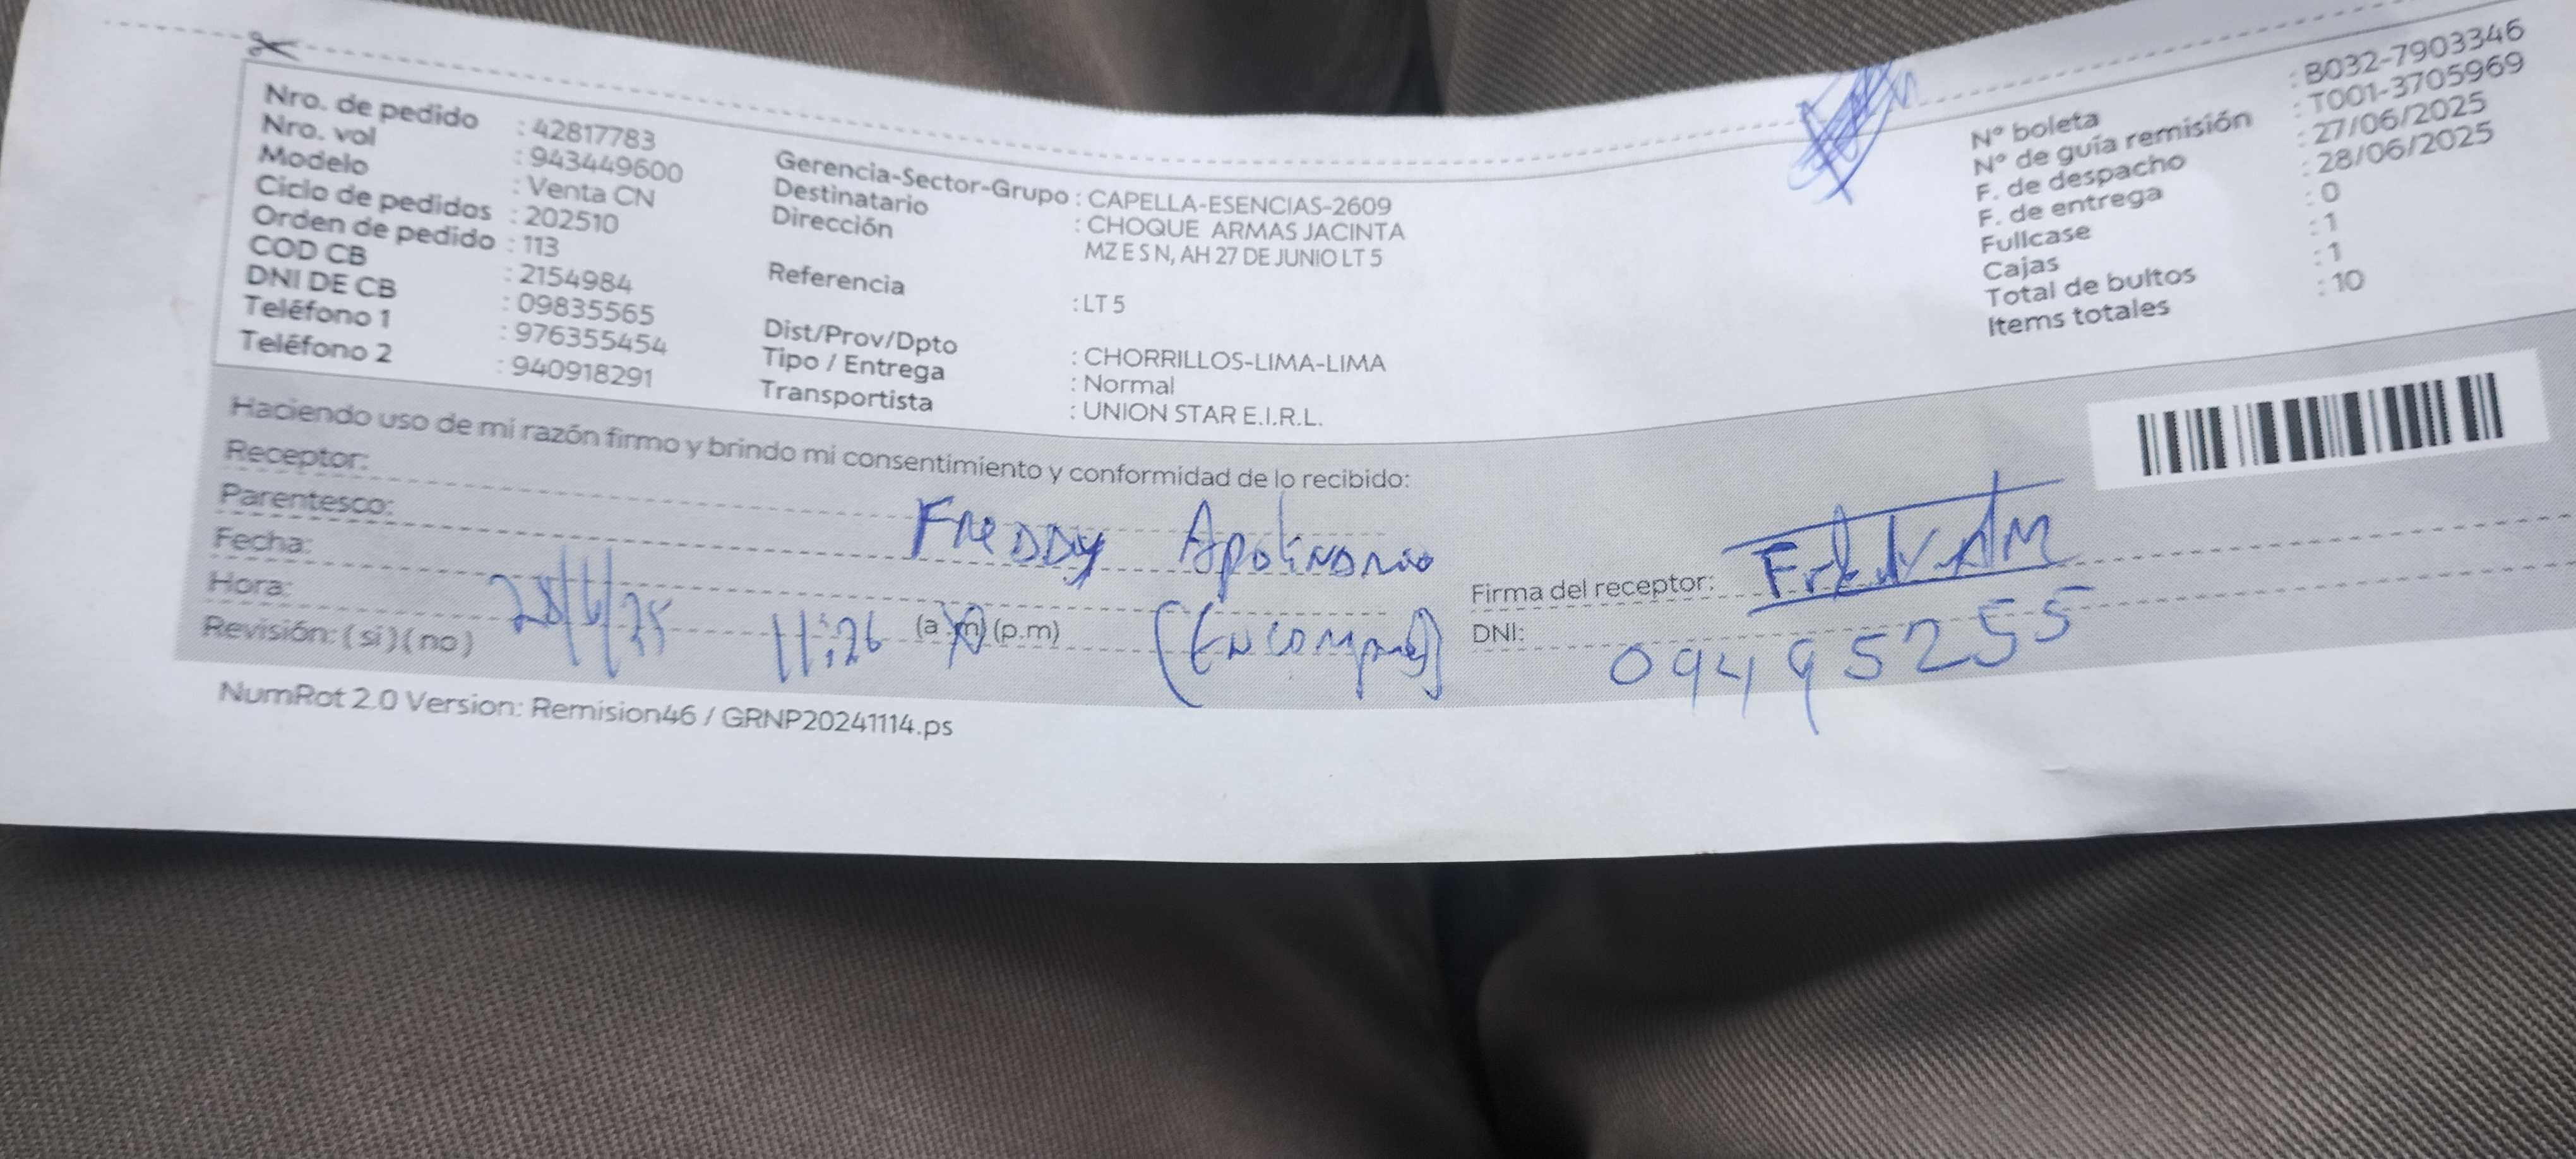 Nro. de pedido : 42817783
Nro. vol : 943449600
Modelo : Venta CN
Ciclo de pedidos : 202510
Orden de pedido : 113
COD CB : 2154984
DNI DE CB : 09835565
Teléfono 1 : 976355454
Teléfono 2 : 940918291
Gerencia-Sector-Grupo : CAPELLA-ESENCIAS-2609
Destinatario : CHOQUE ARMAS JACINTA
Dirección MZ E S N, AH 27 DE JUNIO LT 5
Referencia : LT 5
Dist/Prov/Dpto : CHORRILLOS-LIMA-LIMA
Tipo / Entrega : Normal
Transportista : UNION STAR E.I.R.L.
N° boleta : B032-7903346
N° de guía remisión : T001-3705969
F. de despacho : 27/06/2025
F. de entrega : 28/06/2025
Fullcase : 0
Cajas : 1
Total de bultos : 1
Items totales : 10
Haciendo uso de mi razón firmo y brindo mi consentimiento y conformidad de lo recibido:
Receptor: FREDDy Apolinario
Parentesco:
Fecha: 28/6/25
Hora: 11:26 (a.m) (p.m)
Revisión: (si) (no)
Firma del receptor:
DNI: 09495255
NumRot 2.0 Version: Remision46 / GRNP20241114.ps